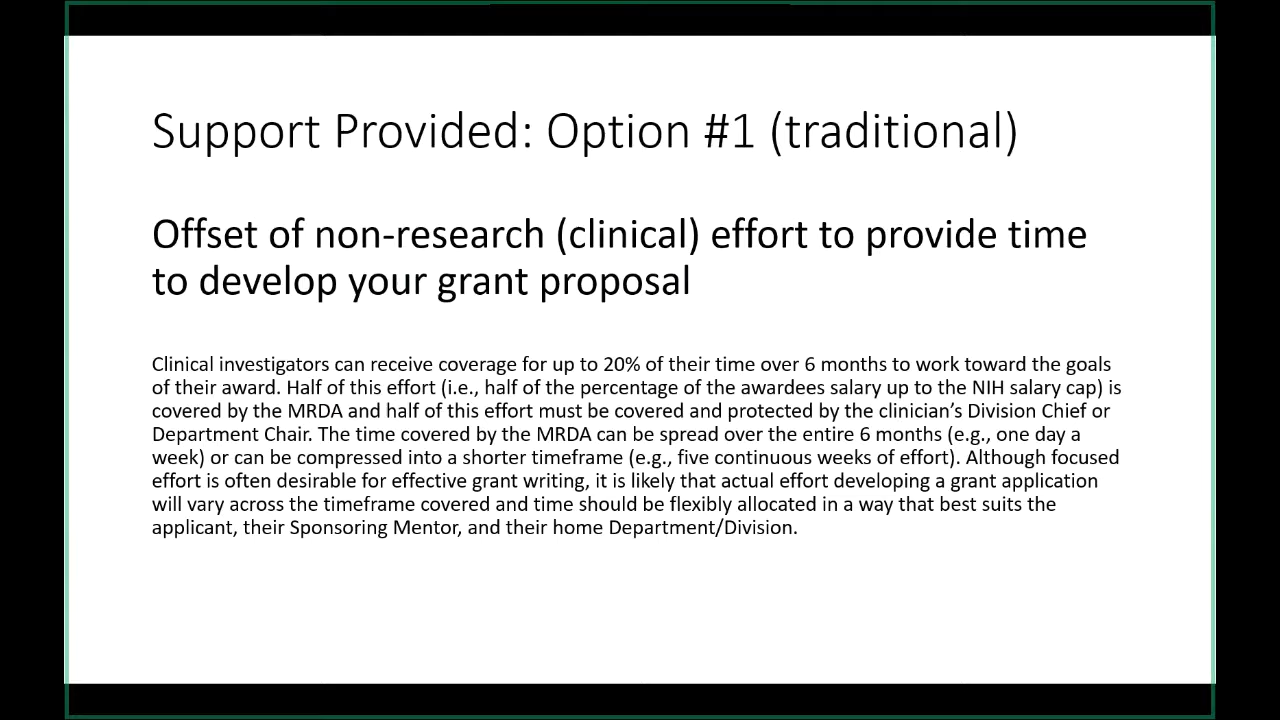 Support Provided: Option #1 (traditional)
Offset of non-research (clinical) effort to provide time
to develop your grant proposal
Clinical investigators can receive coverage for up to 20% of their time over 6 months to work toward the goals
of their award. Half of this effort (i.e., half of the percentage of the awardees salary up to the NIH salary cap) is
covered by the MRDA and half of this effort must be covered and protected by the clinician’s Division Chief or
Department Chair. The time covered by the MRDA can be spread over the entire 6 months (e.g., one day a
week) or can be compressed into a shorter timeframe (e.g., five continuous weeks of effort). Although focused
effort is often desirable for effective grant writing, it is likely that actual effort developing a grant application
will vary across the timeframe covered and time should be flexibly allocated in a way that best suits the
applicant, their Sponsoring Mentor, and their home Department/Division.